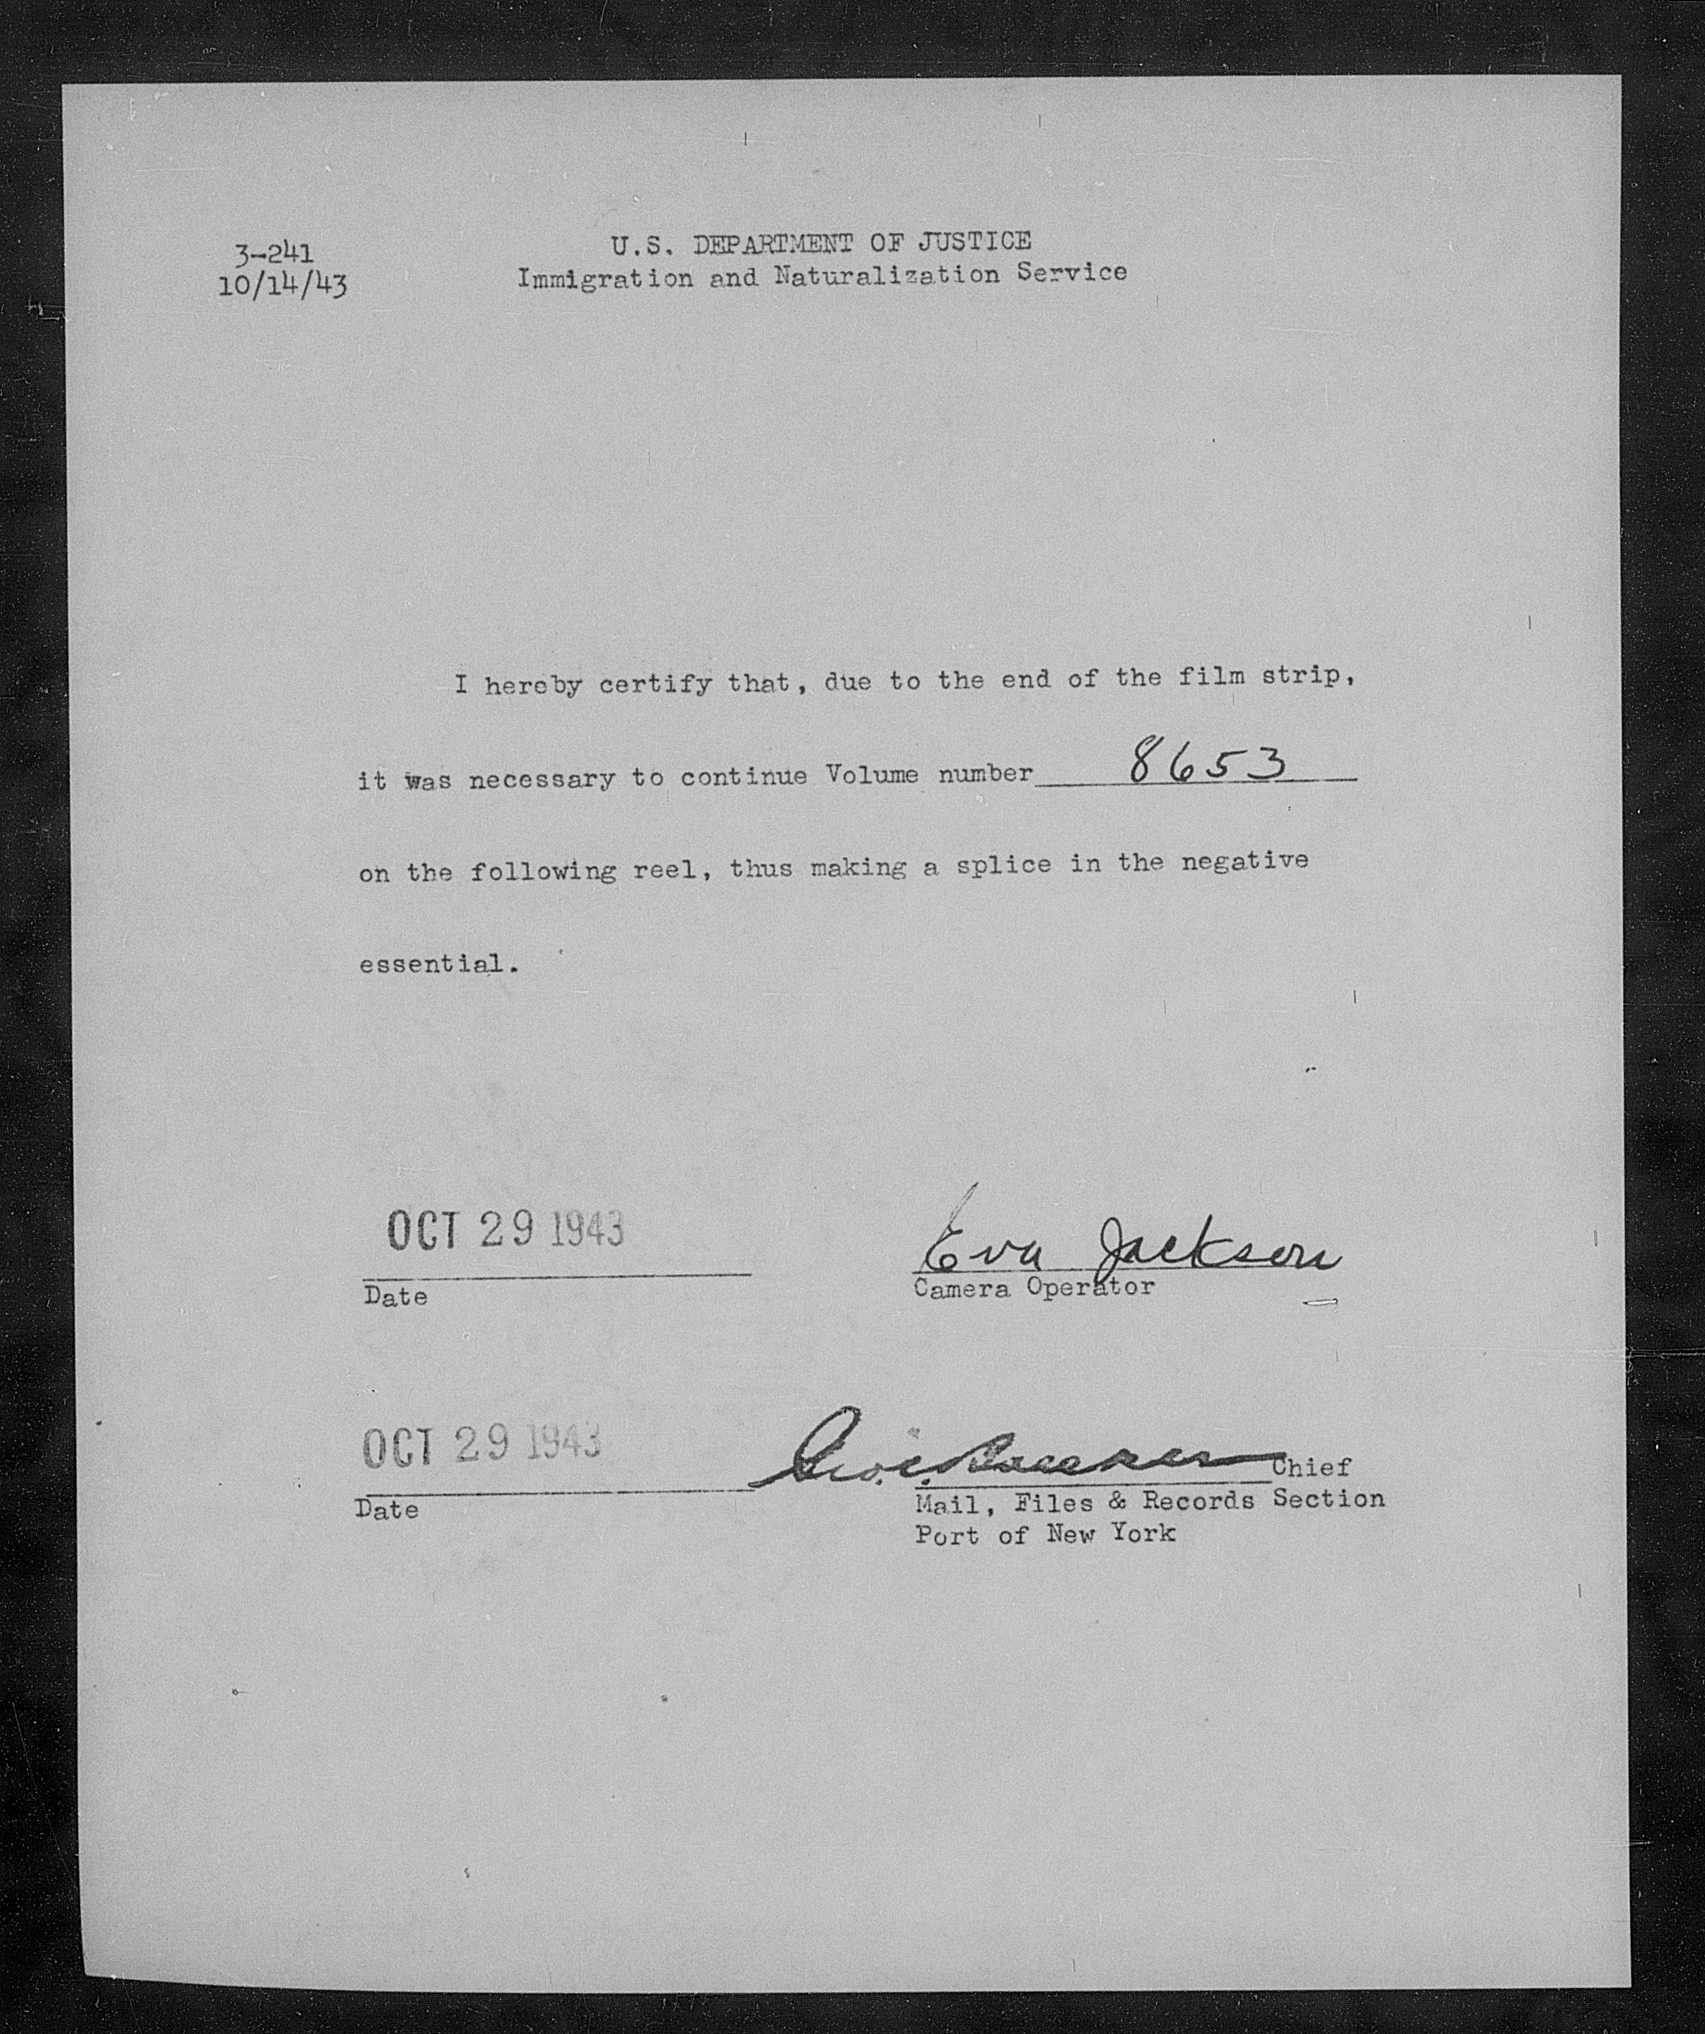 3-241
10/14/43
U.S. DEPARTMENT OF JUSTICE
Immigration and Naturalization Service
I hereby certify that, due to the end of the film strip,
it was necessary to continue Volume number 8653
on the following reel, thus making a splice in the negative
essential.
OCT 29 1943
Date
Eva Jackson
Camera Operator
OCT 29 1943
Date
Chief
Mail, Files & Records Section
Port of New York